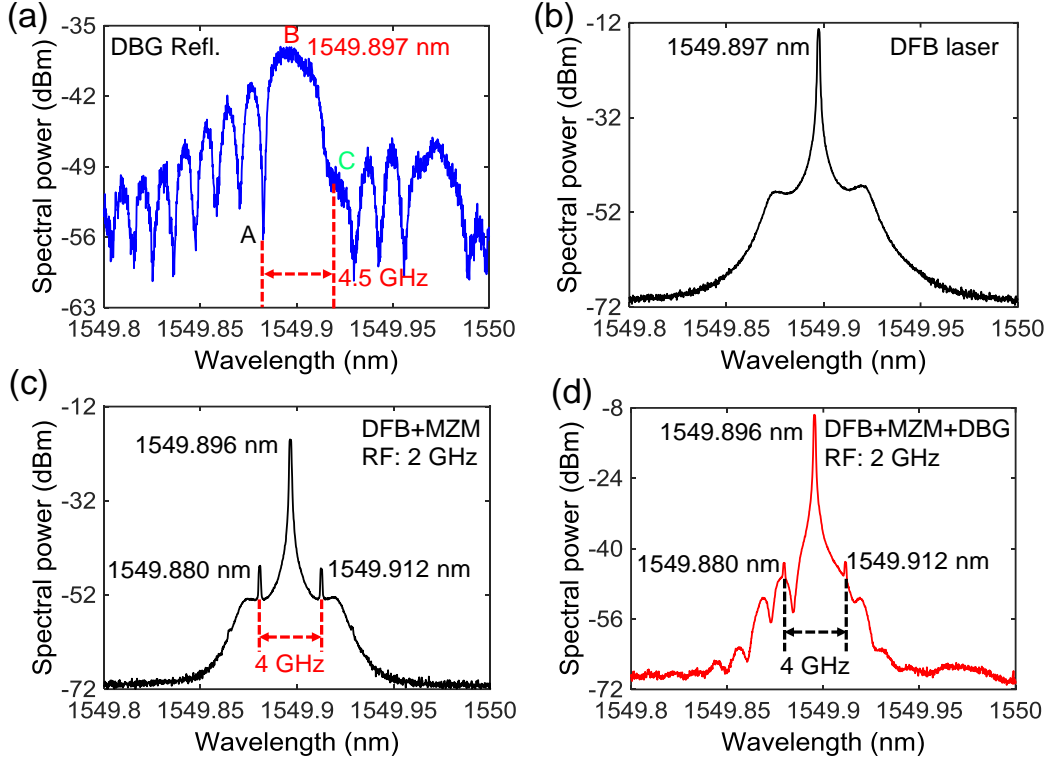 (a)
DBG Refl.
B
1549.897 nm
C
A
4.5 GHz
-35
-42
-49
-56
-63
1549.8
1549.85
1549.9
1549.95
1550
Spectral power (dBm)
Wavelength (nm)
(b)
1549.897 nm
DFB laser
-12
-32
-52
-72
1549.8
1549.85
1549.9
1549.95
1550
Spectral power (dBm)
Wavelength (nm)
(c)
DFB+MZM
RF: 2 GHz
1549.896 nm
1549.880 nm
1549.912 nm
4 GHz
-12
-32
-52
-72
1549.8
1549.85
1549.9
1549.95
1550
Spectral power (dBm)
Wavelength (nm)
(d)
DFB+MZM+DBG
RF: 2 GHz
1549.896 nm
1549.880 nm
1549.912 nm
4 GHz
-8
-24
-40
-56
-72
1549.8
1549.85
1549.9
1549.95
1550
Spectral power (dBm)
Wavelength (nm)